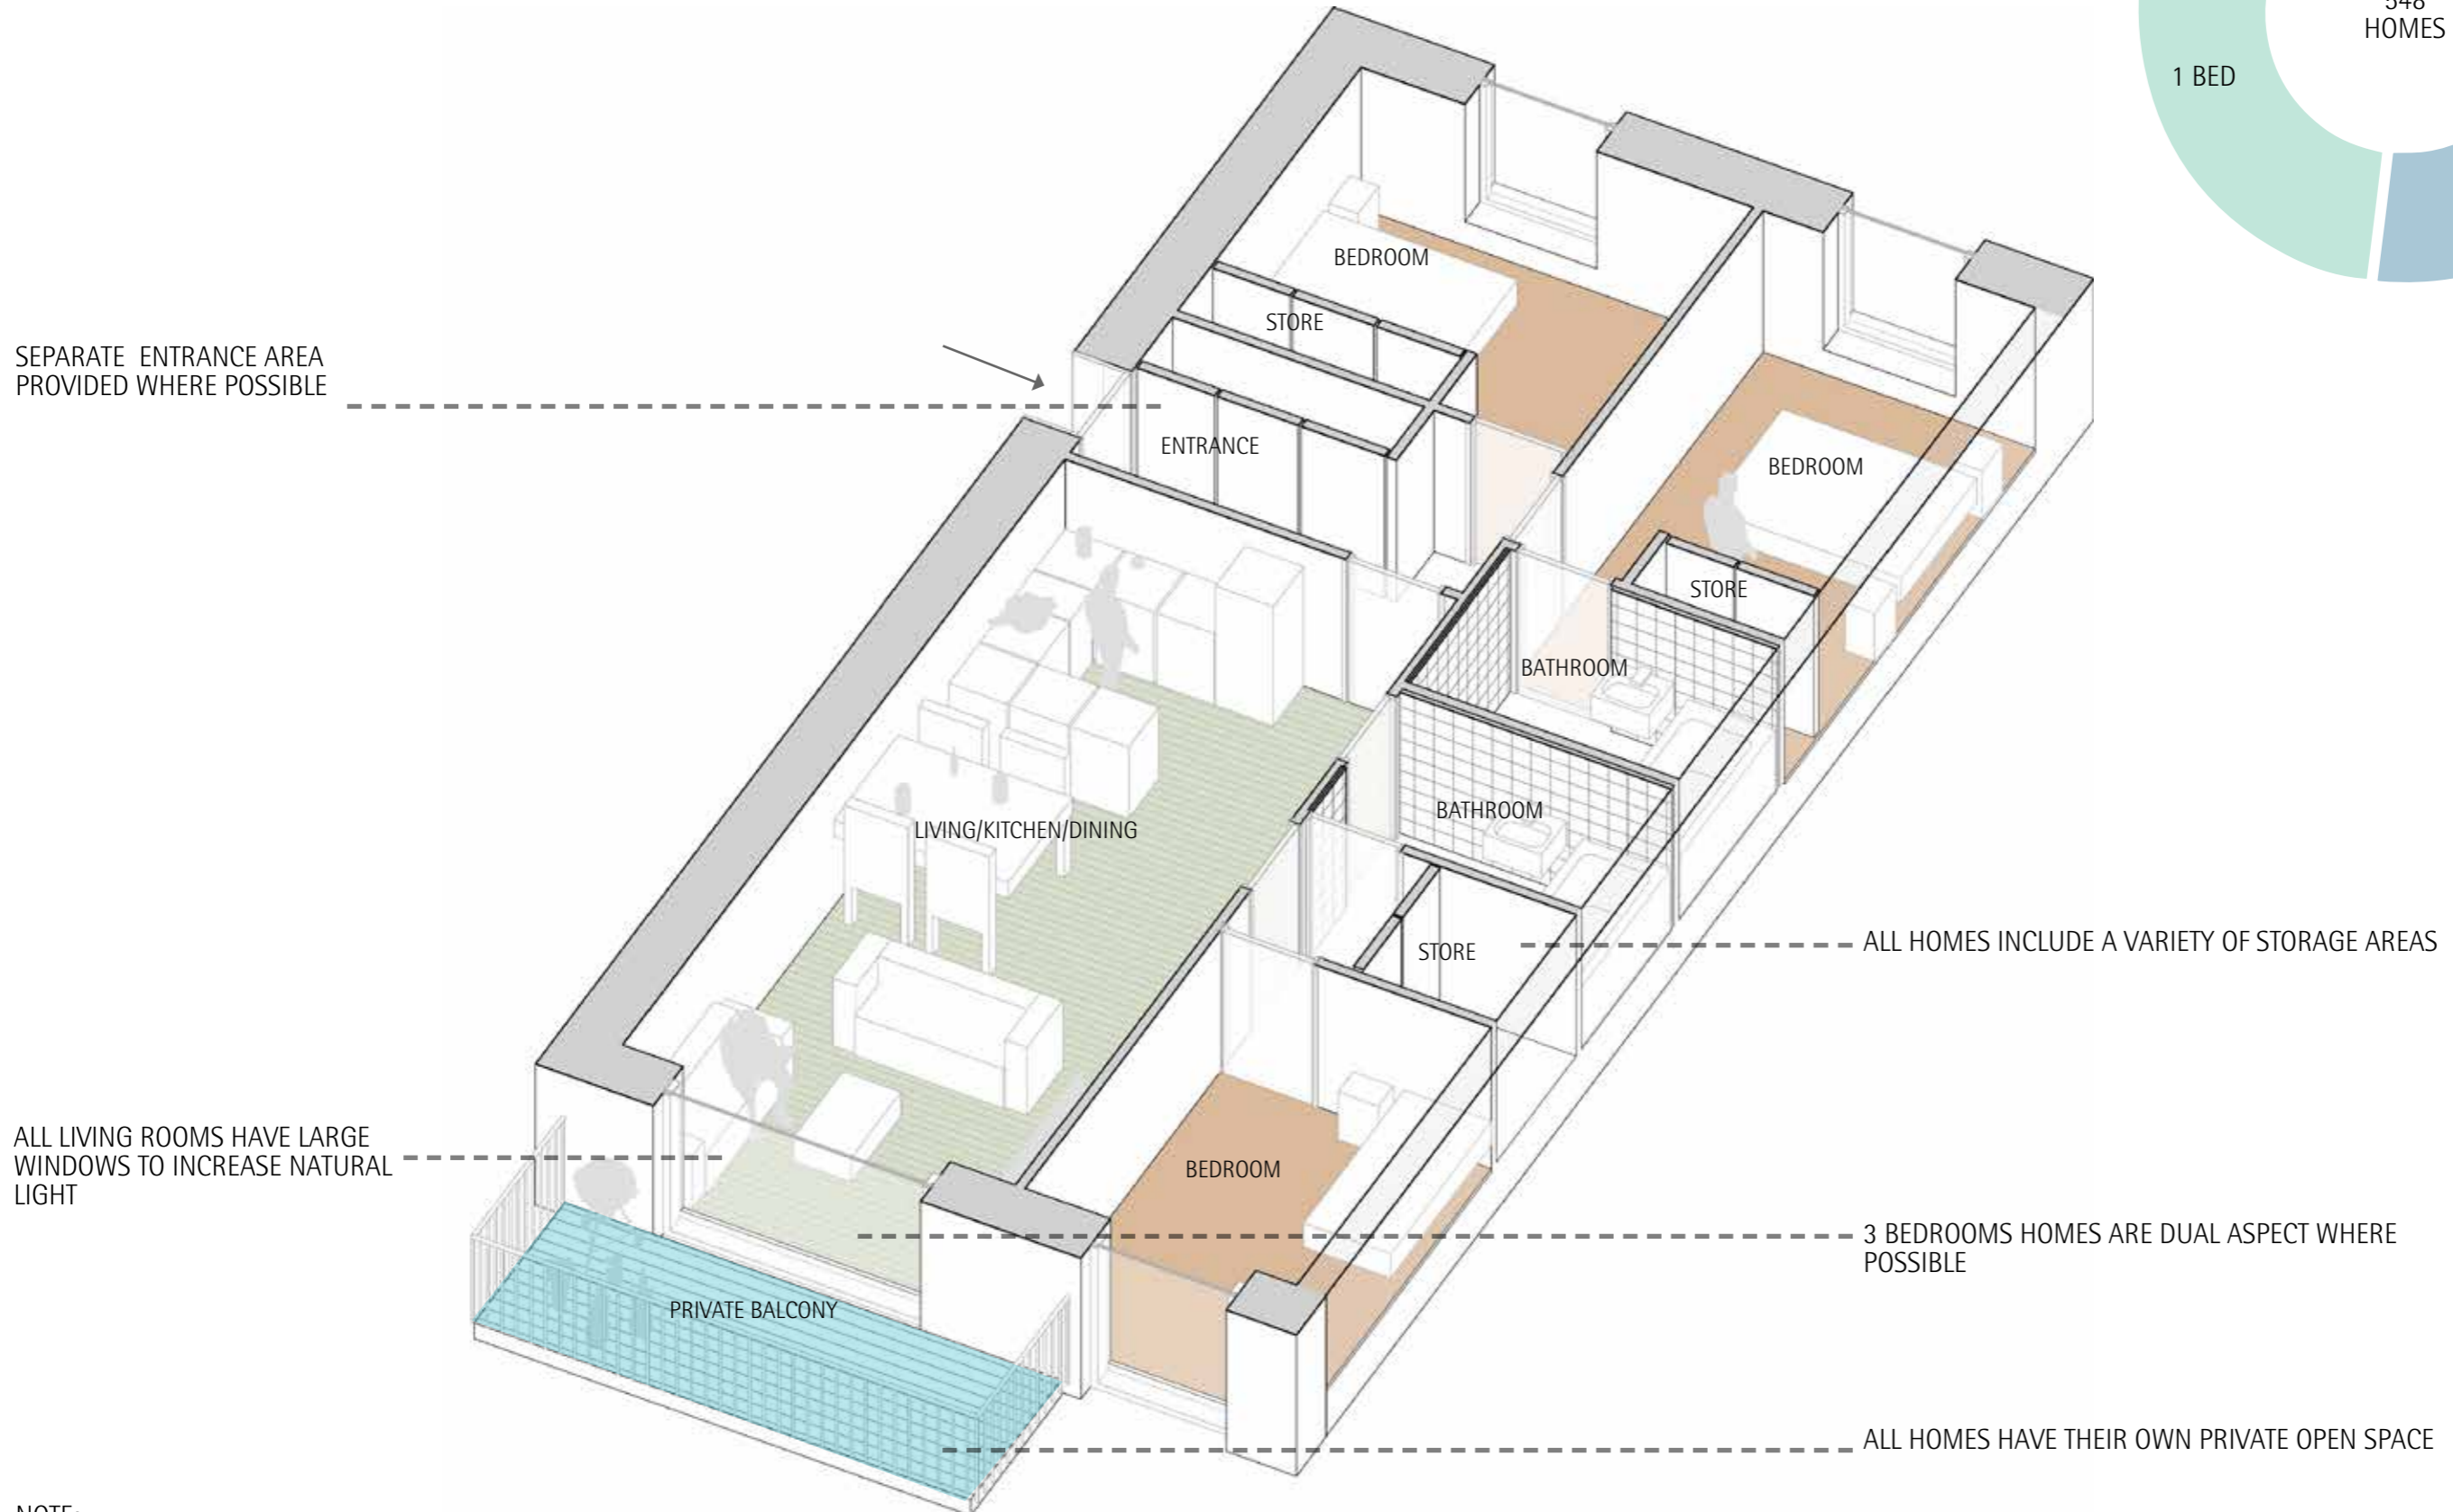 548
HOMES
1 BED
BEDROOM
STORE
SEPARATE ENTRANCE AREA
PROVIDED WHERE POSSIBLE
ENTRANCE
BEDROOM
STORE
BATHROOM
BATHROOM
LIVING/KITCHEN/DINING
STORE
ALL HOMES INCLUDE A VARIETY OF STORAGE AREAS
ALL LIVING ROOMS HAVE LARGE
WINDOWS TO INCREASE NATURAL
LIGHT
BEDROOM
3 BEDROOMS HOMES ARE DUAL ASPECT WHERE
POSSIBLE
PRIVATE BALCONY
ALL HOMES HAVE THEIR OWN PRIVATE OPEN SPACE
NOTE: